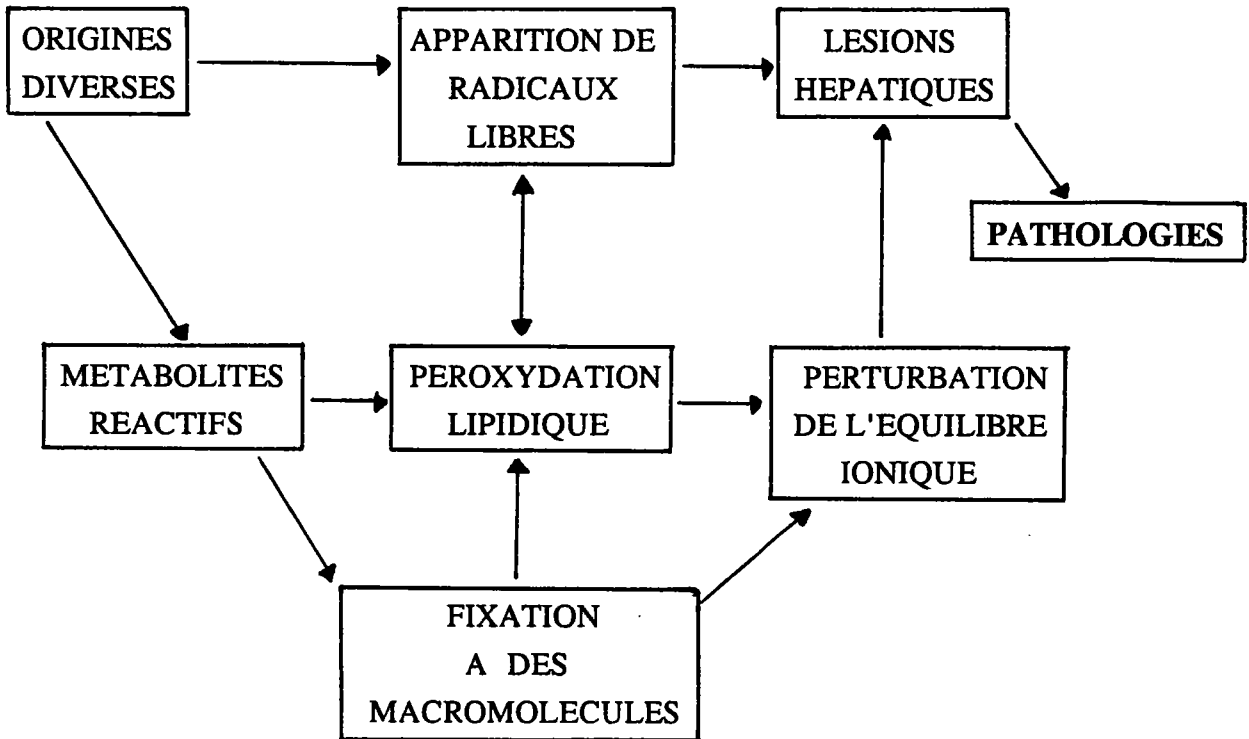 ORIGINES
DIVERSES
APPARITION DE
RADICAUX
LIBRES
LESIONS
HEPATIQUES
PATHOLOGIES
METABOLITES
REACTIFS
PEROXYDATION
LIPIDIQUE
PERTURBATION
DE L'EQUILIBRE
IONIQUE
FIXATION
A DES
MACROMOLECULES